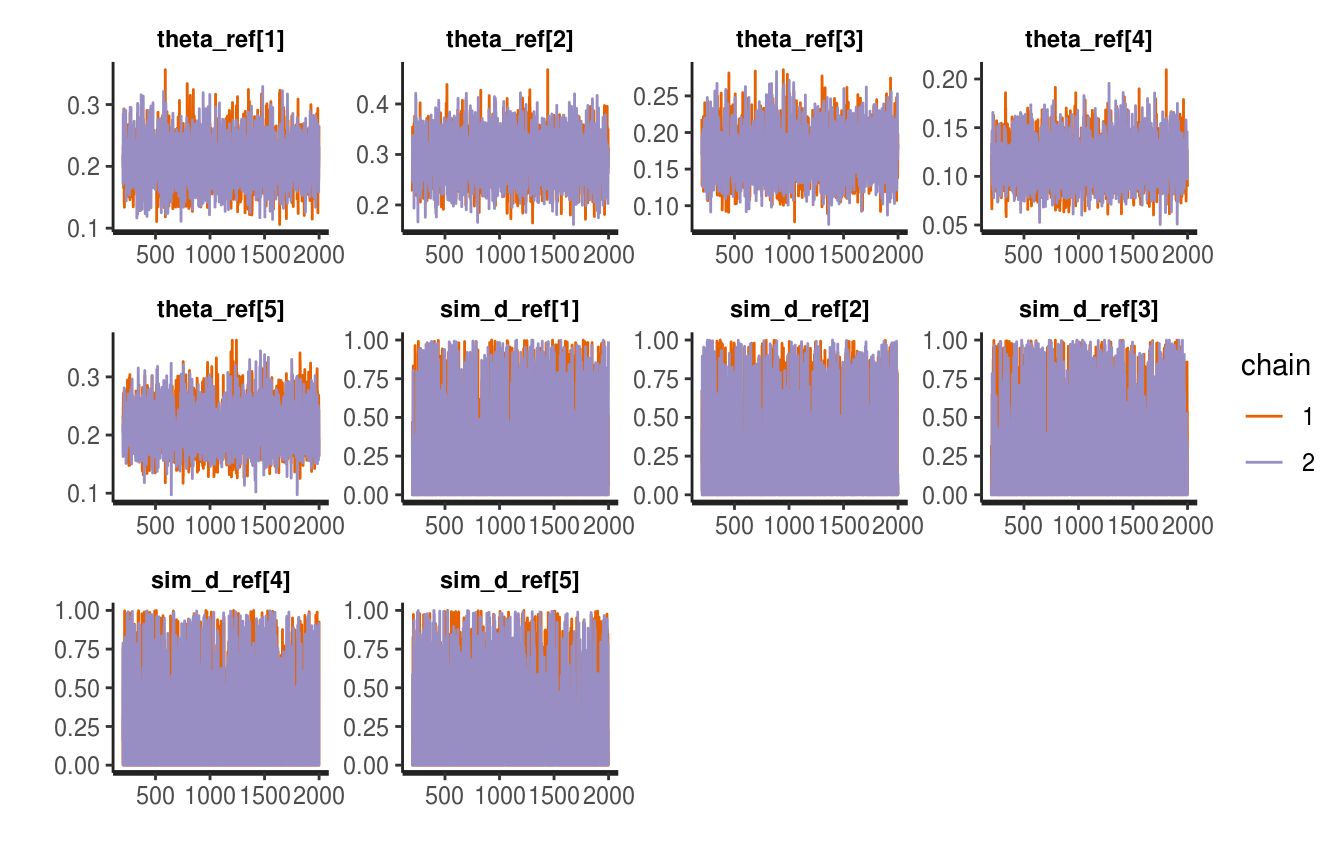 theta_ref[1] theta_ref[2] theta_ref[3] theta_ref[4]
0.3 0.2 0.1
0.4 0.3 0.2
0.25 0.20 0.15 0.10
0.20 0.15 0.10 0.05
500 1000 1500 2000 500 1000 1500 2000 500 1000 1500 2000 500 1000 1500 2000
theta_ref[5] sim_d_ref[1] sim_d_ref[2] sim_d_ref[3]
0.3 0.2 0.1
1.00 0.75 0.50 0.25 0.00
1.00 0.75 0.50 0.25 0.00
1.00 0.75 0.50 0.25 0.00
500 1000 1500 2000 500 1000 1500 2000 500 1000 1500 2000 500 1000 1500 2000
sim_d_ref[4] sim_d_ref[5]
1.00 0.75 0.50 0.25 0.00
1.00 0.75 0.50 0.25 0.00
500 1000 1500 2000 500 1000 1500 2000
chain
1
2